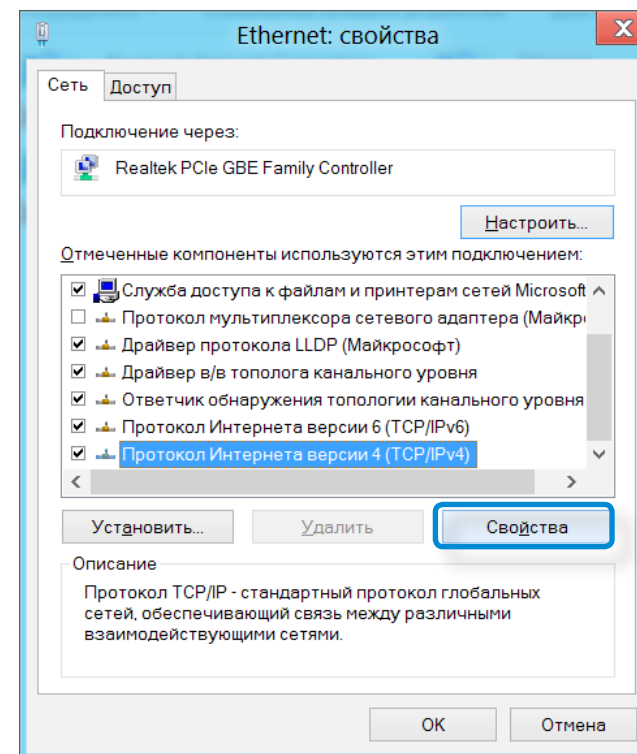 Ethernet: свойства
Сеть
Доступ
Подключение через:
Realtek PCIe GBE Family Controller
Настроить...
Отмеченные компоненты используются этим подключением:
Служба доступа к файлам и принтерам сетей Microsoft
Протокол мультиплексора сетевого адаптера (Майкр
Драйвер протокола LLDP (Майкрософт)
Драйвер в/в тополога канального уровня
Ответчик обнаружения топологии канального уровня
Протокол Интернета версии 6 (TCP/IPv6)
Протокол Интернета версии 4 (TCP/IPv4)
Установить...
Удалить
Свойства
Описание
Протокол TCP/IP - стандартный протокол глобальных
сетей, обеспечивающий связь между различными
взаимодействующими сетями.
OK
Отмена